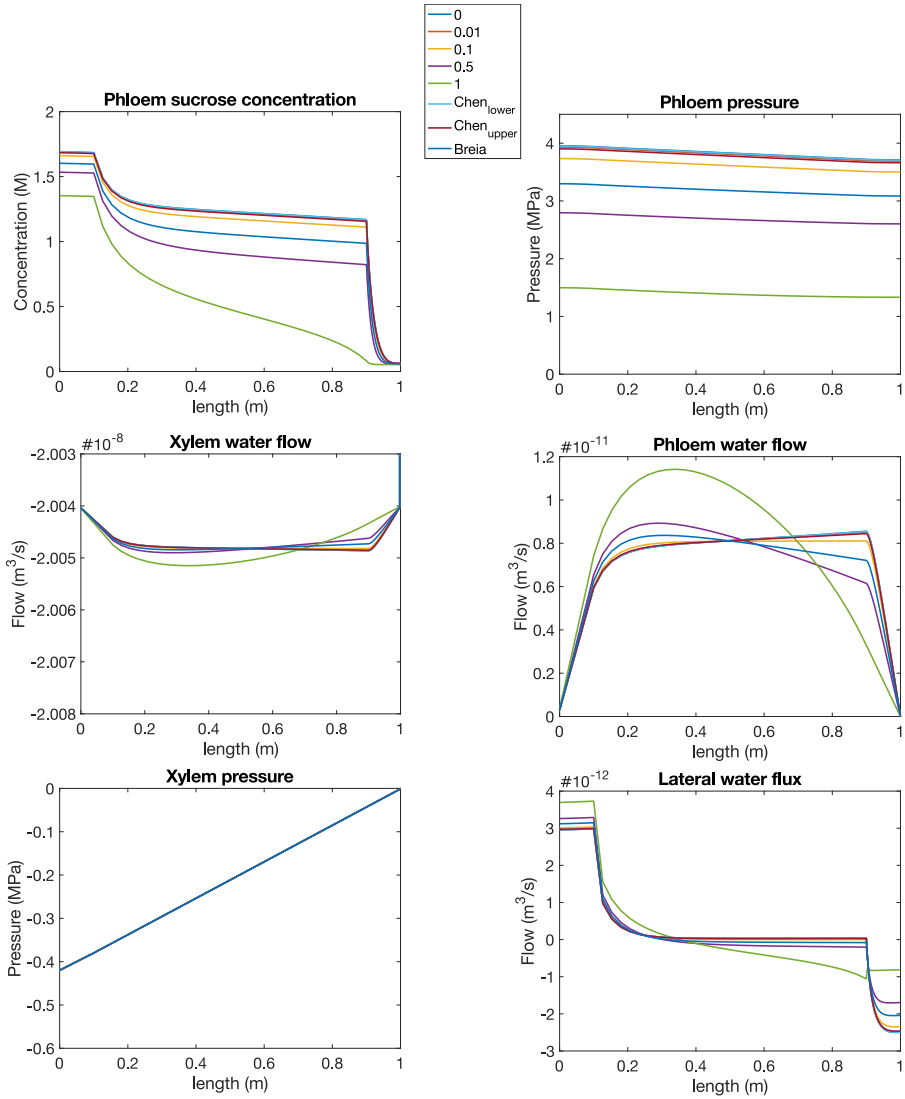 0
0.01
0.1
0.5
1
Chen_lower
Chen_upper
Breia
Phloem sucrose concentration
2
1.5
1
0.5
0
Concentration (M)
0 0.2 0.4 0.6 0.8 1
length (m)
Phloem pressure
4
3
2
1
0
Pressure (MPa)
0 0.2 0.4 0.6 0.8 1
length (m)
Xylem water flow
#10^-8
-2.003
-2.004
-2.005
-2.006
-2.007
-2.008
Flow (m^3/s)
0 0.2 0.4 0.6 0.8 1
length (m)
Phloem water flow
#10^-11
1.2
1
0.8
0.6
0.4
0.2
0
Flow (m^3/s)
0 0.2 0.4 0.6 0.8 1
length (m)
Xylem pressure
0
-0.1
-0.2
-0.3
-0.4
-0.5
-0.6
Pressure (MPa)
0 0.2 0.4 0.6 0.8 1
length (m)
Lateral water flux
#10^-12
4
3
2
1
0
-1
-2
-3
Flow (m^3/s)
0 0.2 0.4 0.6 0.8 1
length (m)